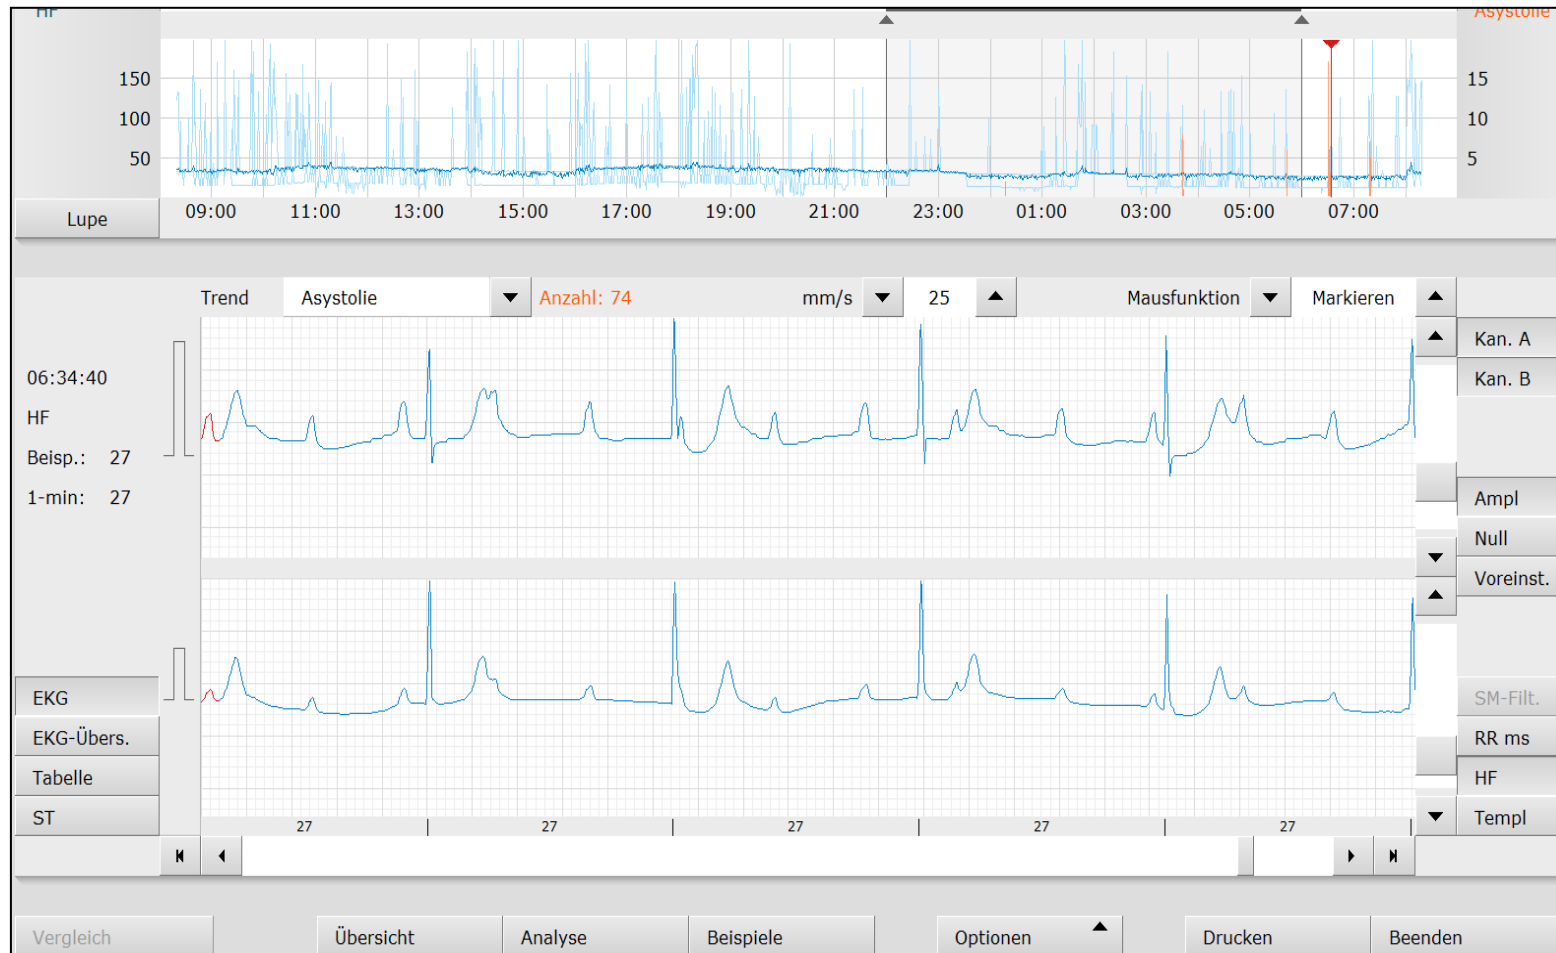 HF
Asystolie
150
100
50
15
10
5
Lupe
09:00 11:00 13:00 15:00 17:00 19:00 21:00 23:00 01:00 03:00 05:00 07:00
Trend Asystolie Anzahl: 74 mm/s 25 Mausfunktion Markieren
06:34:40
HF
Beisp.: 27
1-min: 27
Kan. A
Kan. B
Ampl
Null
Voreinst.
EKG
EKG-Übers.
Tabelle
ST
SM-Filt.
RR ms
HF
Templ
27 27 27 27 27
Vergleich Übersicht Analyse Beispiele Optionen Drucken Beenden